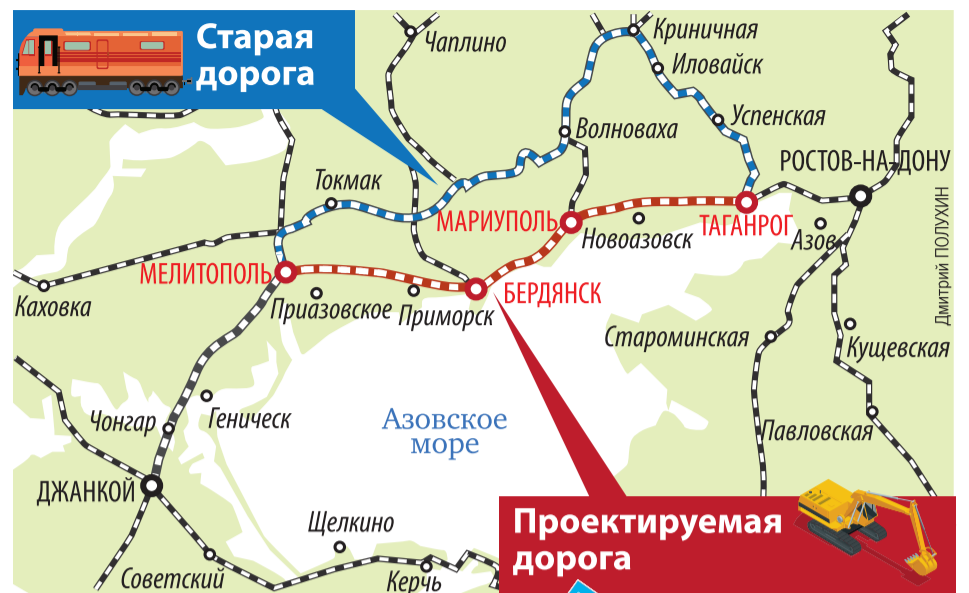 Старая
дорога
Чаплино
Криничная
Иловайск
Успенская
Волноваха
РОСТОВ-НА-ДОНУ
Токмак
МАРИУПОЛЬ
Новоазовск
ТАГАНРОГ
Азов
МЕЛИТОПОЛЬ
Каховка
Приазовское
Приморск
БЕРДЯНСК
Дмитрий ПОЛУХИН
Староминская
Кущевская
Чонгар
Геническ
Азовское
море
Павловская
ДЖАНКОЙ
Щелкино
Советский
Керчь
Проектируемая
дорога